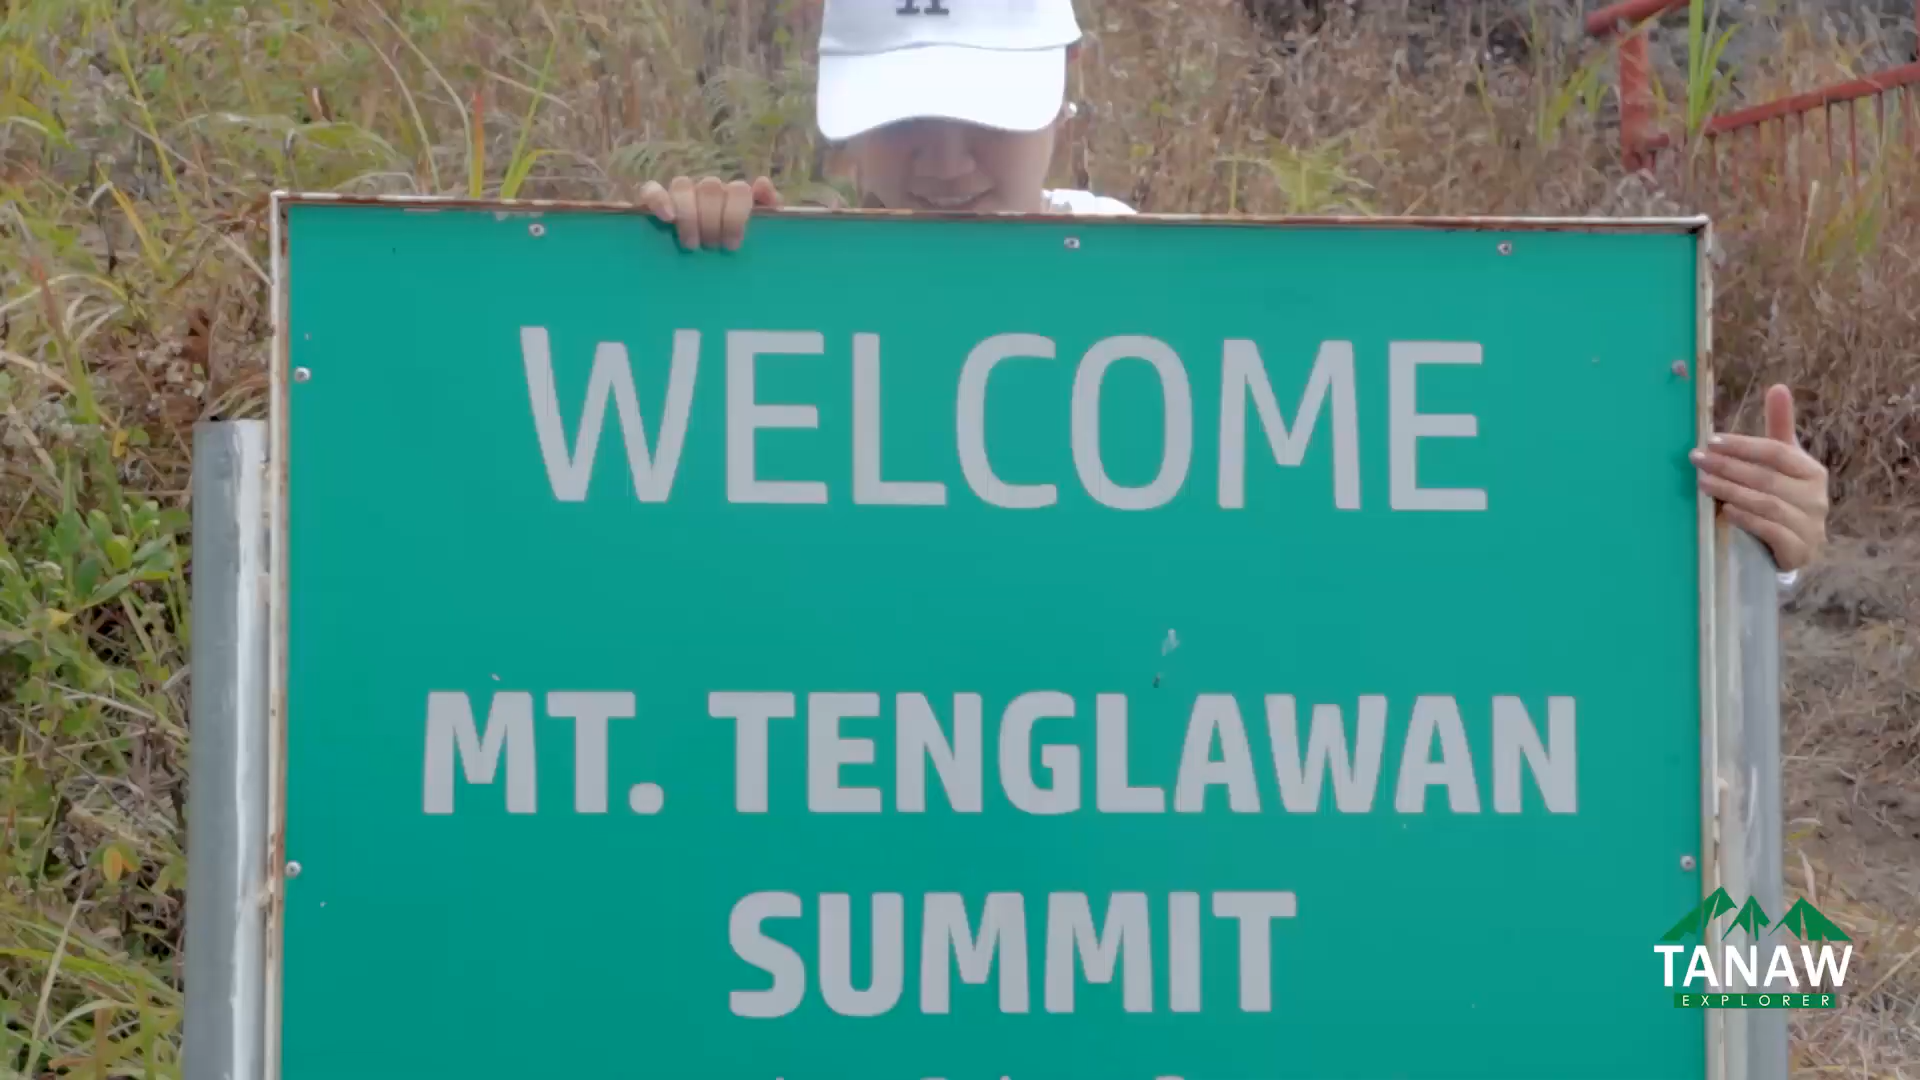 WELCOME
MT. TENGLAWAN
SUMMIT
TANAW
EXPLORER